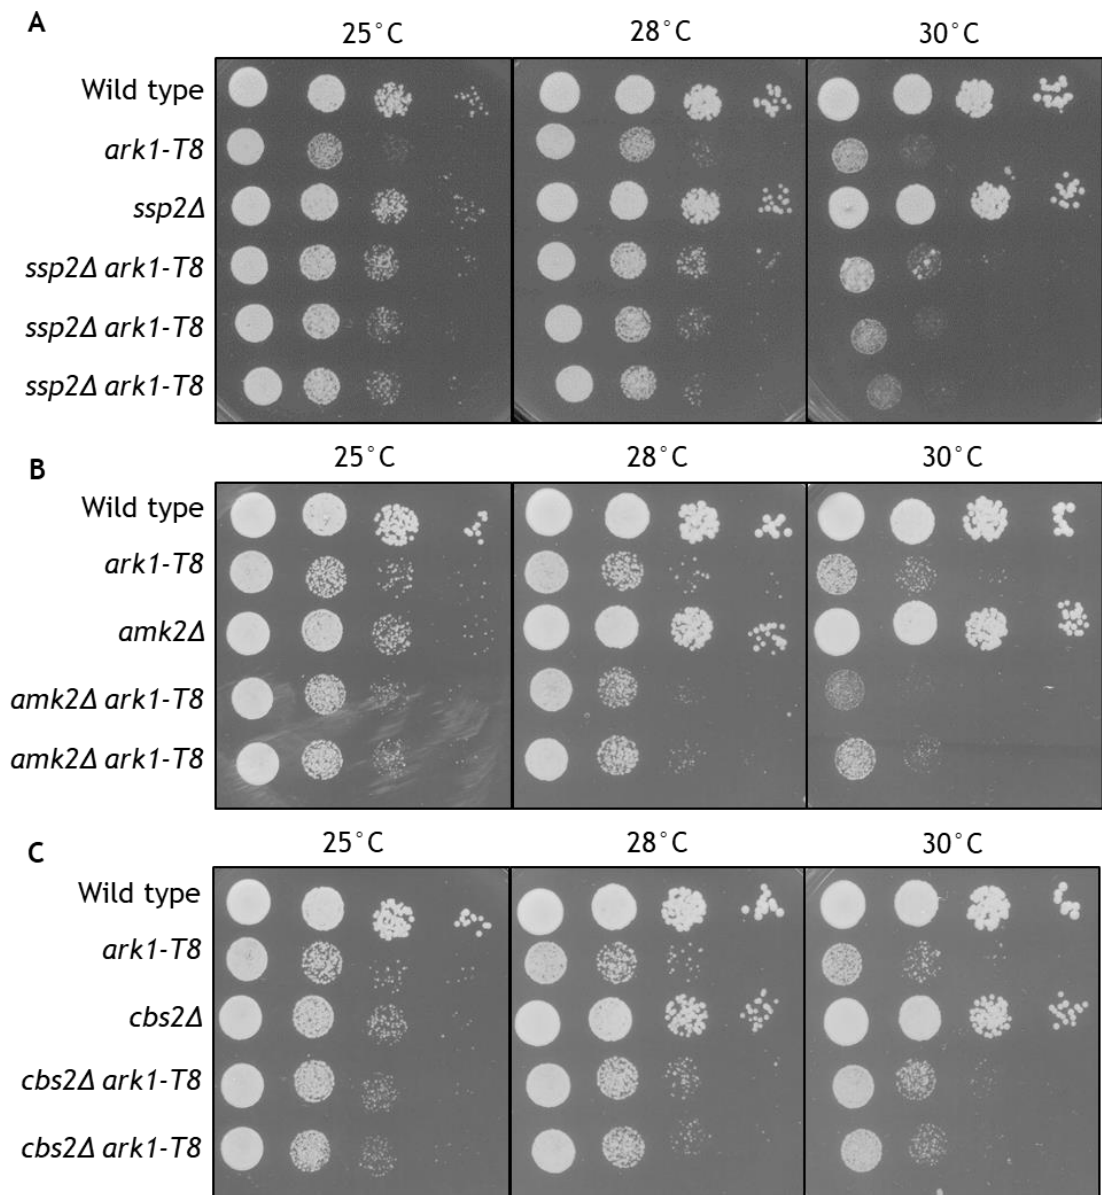 A
25°C 28°C 30°C
Wild type
ark1-T8
ssp2Δ
ssp2Δ ark1-T8
ssp2Δ ark1-T8
ssp2Δ ark1-T8
B
25°C 28°C 30°C
Wild type
ark1-T8
amk2Δ
amk2Δ ark1-T8
amk2Δ ark1-T8
C
25°C 28°C 30°C
Wild type
ark1-T8
cbs2Δ
cbs2Δ ark1-T8
cbs2Δ ark1-T8